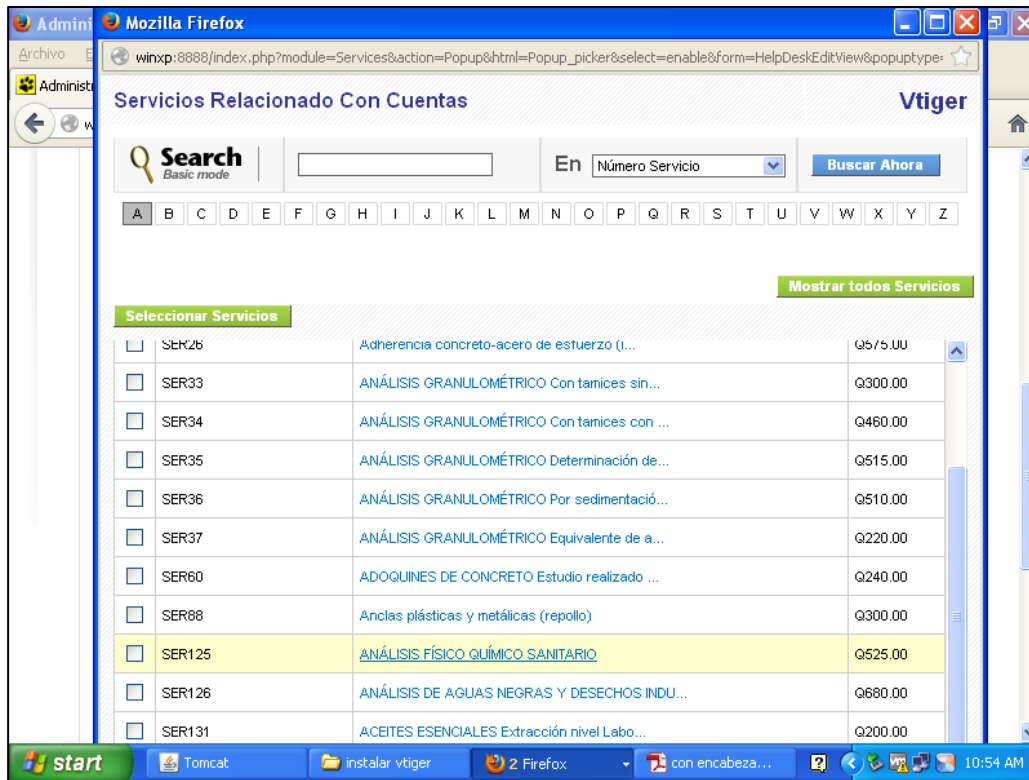 Admini
Mozilla Firefox
Archivo E
winxp:8888/index.php?module=Services&action=Popup&html=Popup_picker&select=enable&form=HelpDeskEditView&popuptype=
Administ
Servicios Relacionado Con Cuentas
Vtiger
w
Search
Basic mode
En
Número Servicio
Buscar Ahora
A B C D E F G H I J K L M N O P Q R S T U V W X Y Z
Mostrar todos Servicios
Seleccionar Servicios
SER26 Adherencia concreto-acero de esfuerzo (i... Q575.00
SER33 ANÁLISIS GRANULOMÉTRICO Con tamices sin... Q300.00
SER34 ANÁLISIS GRANULOMÉTRICO Con tamices con ... Q460.00
SER35 ANÁLISIS GRANULOMÉTRICO Determinación de... Q515.00
SER36 ANÁLISIS GRANULOMÉTRICO Por sedimentació... Q510.00
SER37 ANÁLISIS GRANULOMÉTRICO Equivalente de a... Q220.00
SER60 ADOQUINES DE CONCRETO Estudio realizado ... Q240.00
SER88 Anclas plásticas y metálicas (repollo) Q300.00
SER125 ANÁLISIS FÍSICO QUÍMICO SANITARIO Q525.00
SER126 ANÁLISIS DE AGUAS NEGRAS Y DESECHOS INDU... Q680.00
SER131 ACEITES ESENCIALES Extracción nivel Labo... Q200.00
start
Tomcat
instalar vtiger
2 Firefox
con encabeza...
10:54 AM